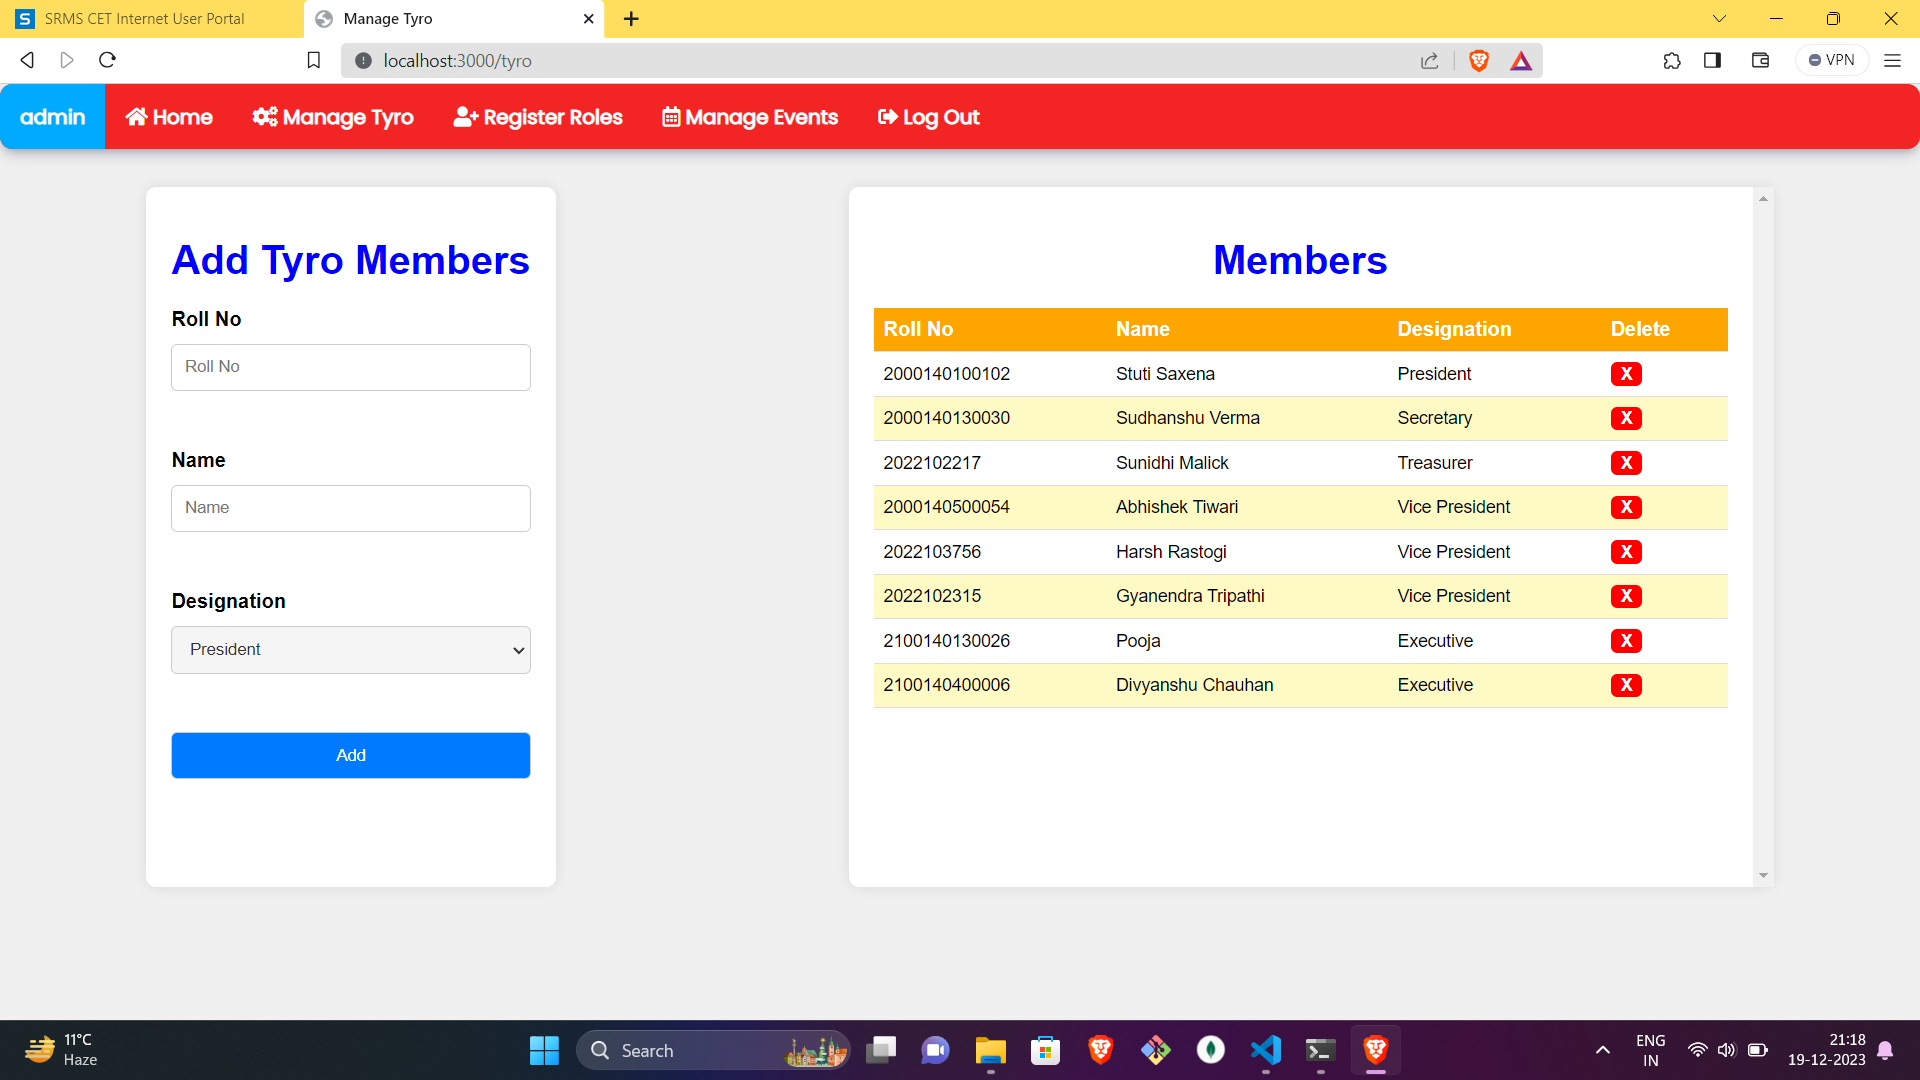 SRMS CET Internet User Portal
Manage Tyro
localhost:3000/tyro
VPN
admin Home Manage Tyro Register Roles Manage Events Log Out
Add Tyro Members
Roll No
Roll No
Name
Name
Designation
President
Add
Members
Roll No Name Designation Delete
2000140100102 Stuti Saxena President X
2000140130030 Sudhanshu Verma Secretary X
2022102217 Sunidhi Malick Treasurer X
2000140500054 Abhishek Tiwari Vice President X
2022103756 Harsh Rastogi Vice President X
2022102315 Gyanendra Tripathi Vice President X
2100140130026 Pooja Executive X
2100140400006 Divyanshu Chauhan Executive X
11°C
Haze
Search
ENG
IN
21:18
19-12-2023